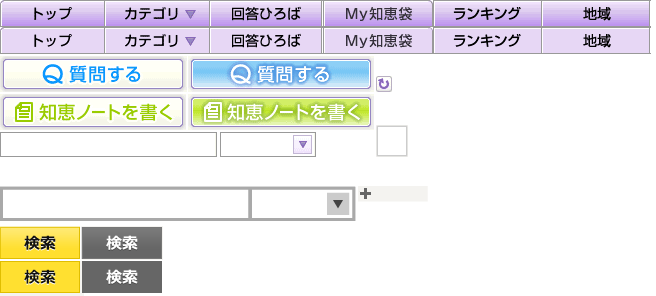 トップ カテゴリ 回答ひろば My知恵袋 ランキング 地域
トップ カテゴリ 回答ひろば My知恵袋 ランキング 地域
質問する 質問する
知恵ノートを書く 知恵ノートを書く
検索 検索
検索 検索